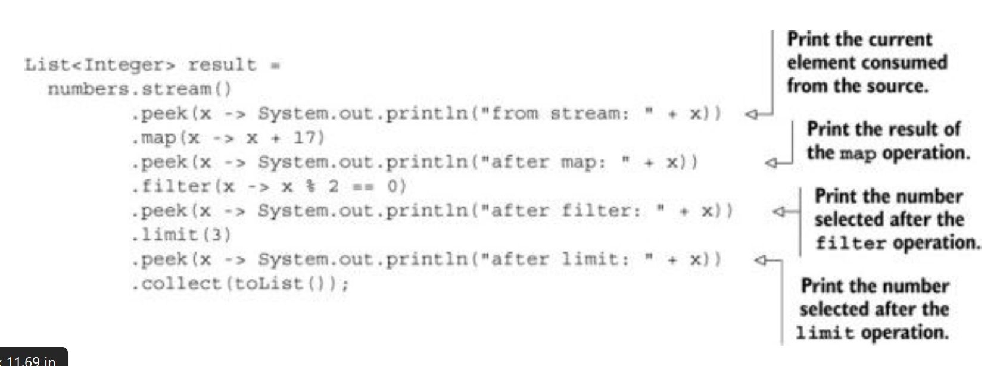 List<Integer> result =
numbers.stream()
.peek(x -> System.out.println("from stream: " + x))
.map(x -> x + 17)
.peek(x -> System.out.println("after map: " + x))
.filter(x -> x % 2 == 0)
.peek(x -> System.out.println("after filter: " + x))
.limit(3)
.peek(x -> System.out.println("after limit: " + x))
.collect(toList());
Print the current
element consumed
from the source.
Print the result of
the map operation.
Print the number
selected after the
filter operation.
Print the number
selected after the
limit operation.
x 11.69 in